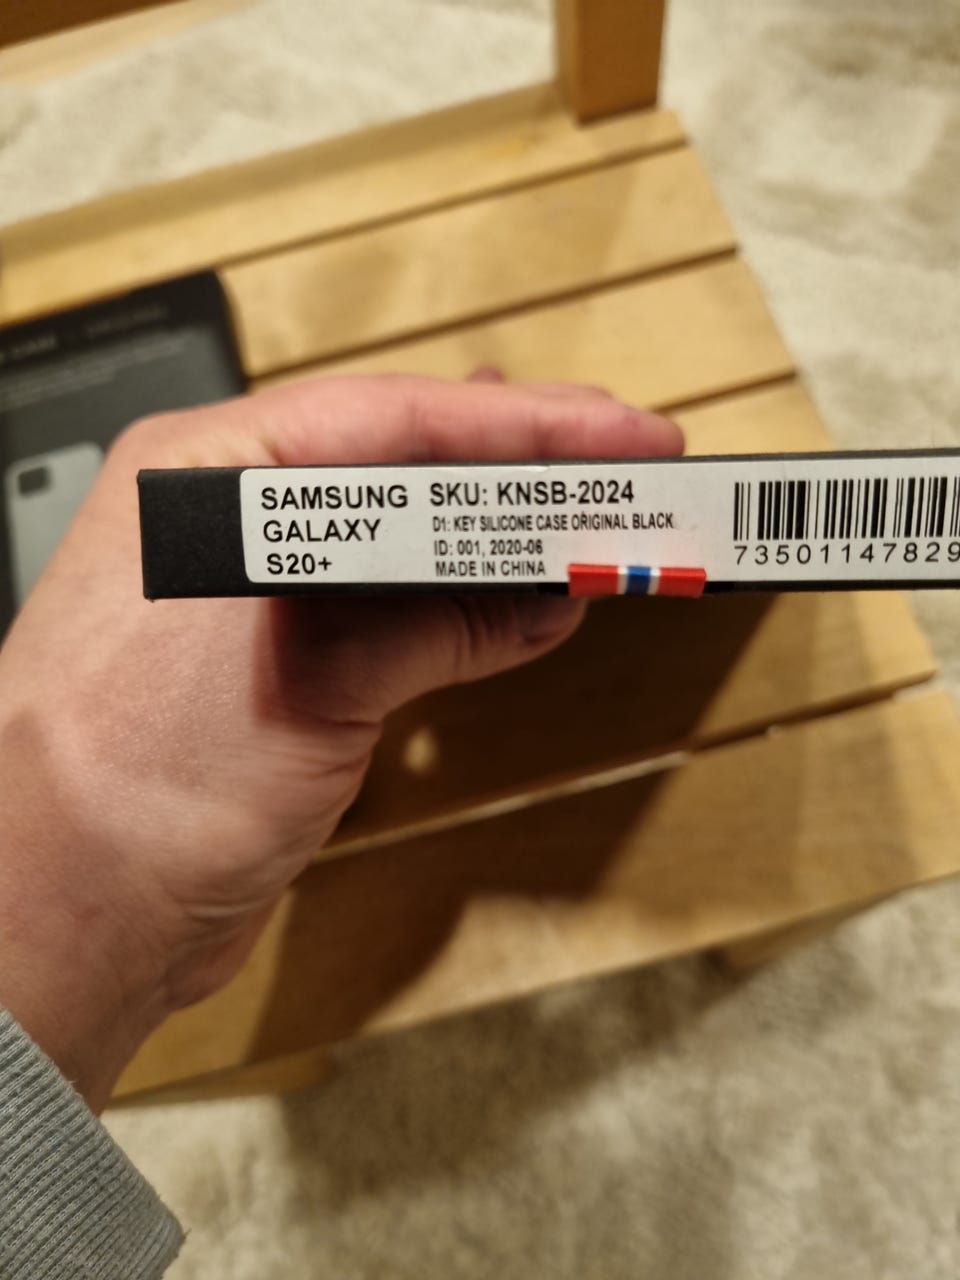 SAMSUNG
GALAXY
S20+
SKU: KNSB-2024
D1: KEY SILICONE CASE ORIGINAL BLACK
ID: 001, 2020-06
MADE IN CHINA
73501147829